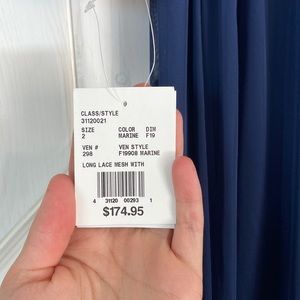 CLASS/STYLE
31120021
SIZE COLOR DIM
2 MARINE F19
VEN # VEN STYLE
298 F19908 MARINE
LONG LACE MESH WITH
4 31120 00293 1
$174.95